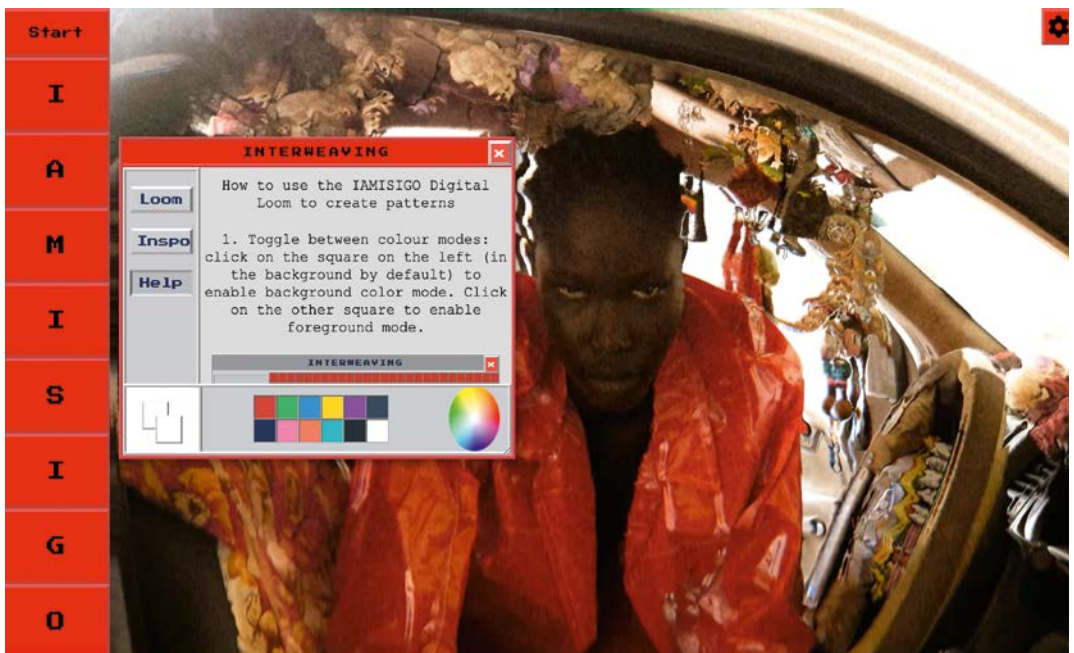 Start
I
A
M
I
S
I
G
O
INTERWEAVING
Loom
Inspo
Help
How to use the IAMISIGO Digital
Loom to create patterns
1. Toggle between colour modes:
click on the square on the left (in
the background by default) to
enable background color mode. Click
on the other square to enable
foreground mode.
INTERWEAVING